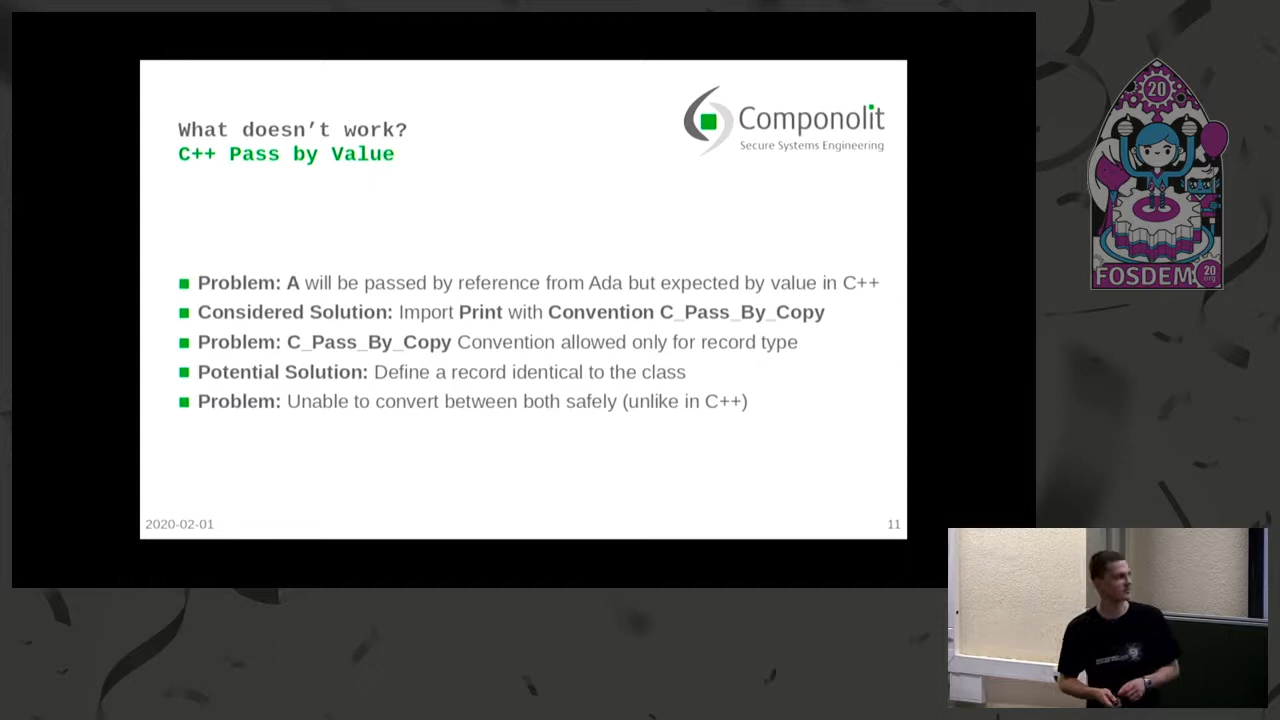 What doesn't work?
C++ Pass by Value
Componolit
Secure Systems Engineering
Problem: A will be passed by reference from Ada but expected by value in C++
Considered Solution: Import Print with Convention C_Pass_By_Copy
Problem: C_Pass_By_Copy Convention allowed only for record type
Potential Solution: Define a record identical to the class
Problem: Unable to convert between both safely (unlike in C++)
2020-02-01
11
20
FOSDEM
20
.org